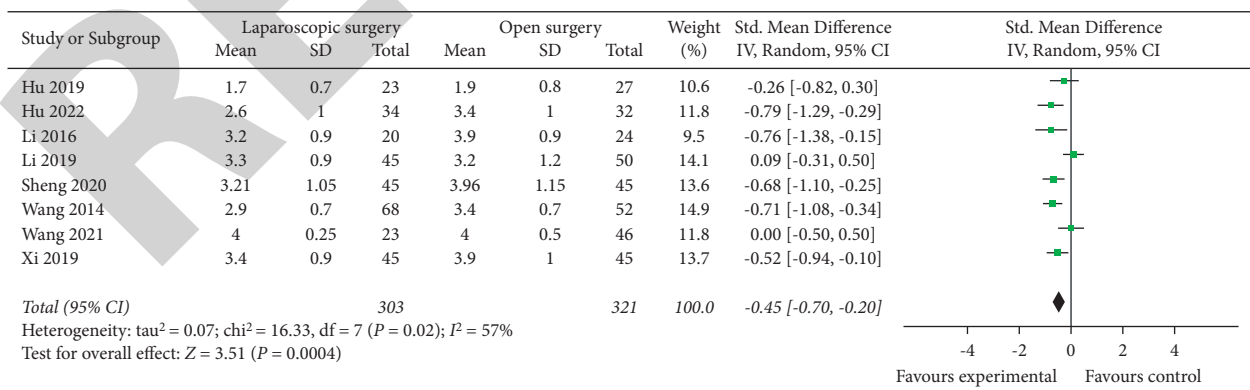 Study or Subgroup Laparoscopic surgery Open surgery Weight Std. Mean Difference Std. Mean Difference
Mean SD Total Mean SD Total (%) IV, Random, 95% CI IV, Random, 95% CI
Hu 2019 1.7 0.7 23 1.9 0.8 27 10.6 -0.26 [-0.82, 0.30]
Hu 2022 2.6 1 34 3.4 1 32 11.8 -0.79 [-1.29, -0.29]
Li 2016 3.2 0.9 20 3.9 0.9 24 9.5 -0.76 [-1.38, -0.15]
Li 2019 3.3 0.9 45 3.2 1.2 50 14.1 0.09 [-0.31, 0.50]
Sheng 2020 3.21 1.05 45 3.96 1.15 45 13.6 -0.68 [-1.10, -0.25]
Wang 2014 2.9 0.7 68 3.4 0.7 52 14.9 -0.71 [-1.08, -0.34]
Wang 2021 4 0.25 23 4 0.5 46 11.8 0.00 [-0.50, 0.50]
Xi 2019 3.4 0.9 45 3.9 1 45 13.7 -0.52 [-0.94, -0.10]
Total (95% CI) 303 321 100.0 -0.45 [-0.70, -0.20]
Heterogeneity: tau² = 0.07; chi² = 16.33, df = 7 (P = 0.02); I² = 57%
Test for overall effect: Z = 3.51 (P = 0.0004)
-4 -2 0 2 4
Favours experimental Favours control